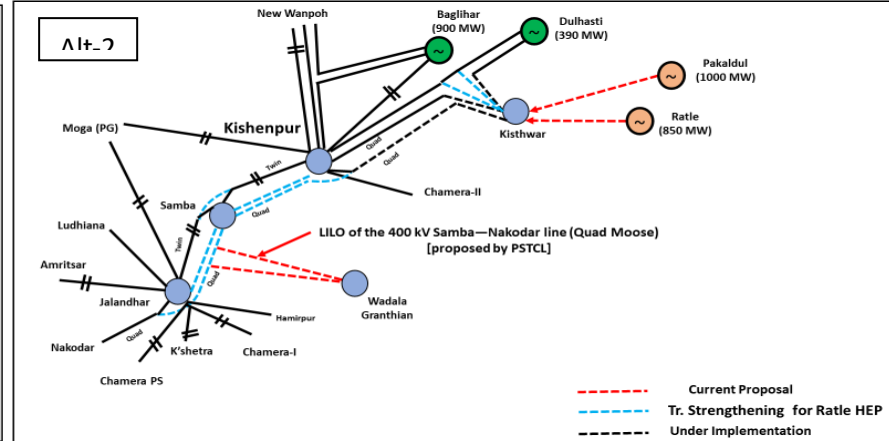 New Wanpoh
Baglihar
(900 MW)
Dulhasti
(390 MW)
~
~
Pakaldul
(1000 MW)
~
Ratle
(850 MW)
~
Kisthwar
Moga (PG)
Kishenpur
Quad
Quad
Twin
Chamera-II
Samba
Quad
Ludhiana
Twin
LILO of the 400 kV Samba—Nakodar line (Quad Moose)
[proposed by PSTCL]
Amritsar
Quad
Jalandhar
Wadala
Granthian
Hamirpur
Quad
Nakodar
K'shetra
Chamera-I
Chamera PS
Current Proposal
Tr. Strengthening for Ratle HEP
Under Implementation